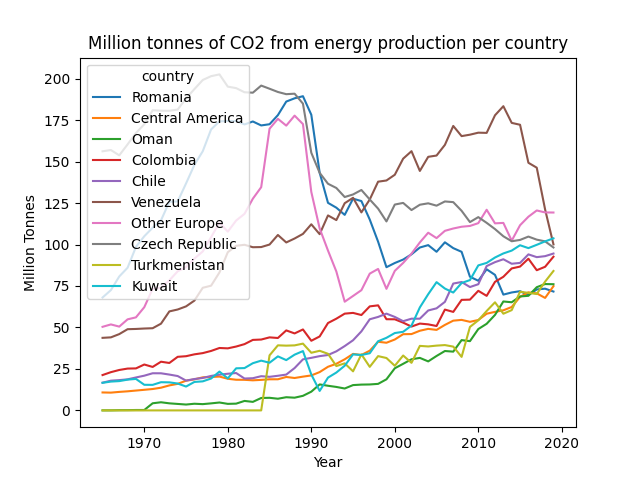 Million tonnes of CO2 from energy production per country
200
175
150
125
100
75
50
25
0
Million Tonnes
country
Romania
Central America
Oman
Colombia
Chile
Venezuela
Other Europe
Czech Republic
Turkmenistan
Kuwait
1970 1980 1990 2000 2010 2020
Year